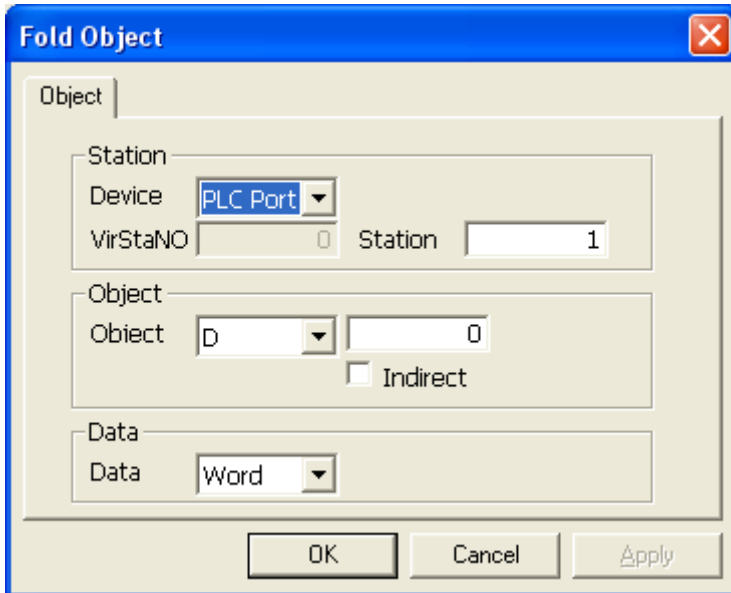 Fold Object
Object
Station
Device PLC Port
VirStaNO 0 Station 1
Object
Obiect D 0
Indirect
Data
Data Word
OK Cancel Apply